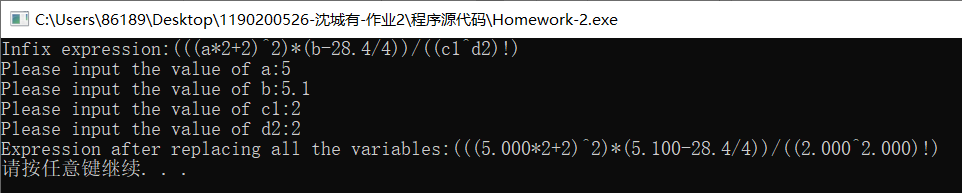 C:\Users\86189\Desktop\1190200526-沈城有-作业2\程序源代码\Homework-2.exe
Infix expression:(((a*2+2)^2)*(b-28.4/4))/((c1^d2)!)
Please input the value of a:5
Please input the value of b:5.1
Please input the value of c1:2
Please input the value of d2:2
Expression after replacing all the variables:(((5.000*2+2)^2)*(5.100-28.4/4))/((2.000^2.000)!)
请按任意键继续. . .